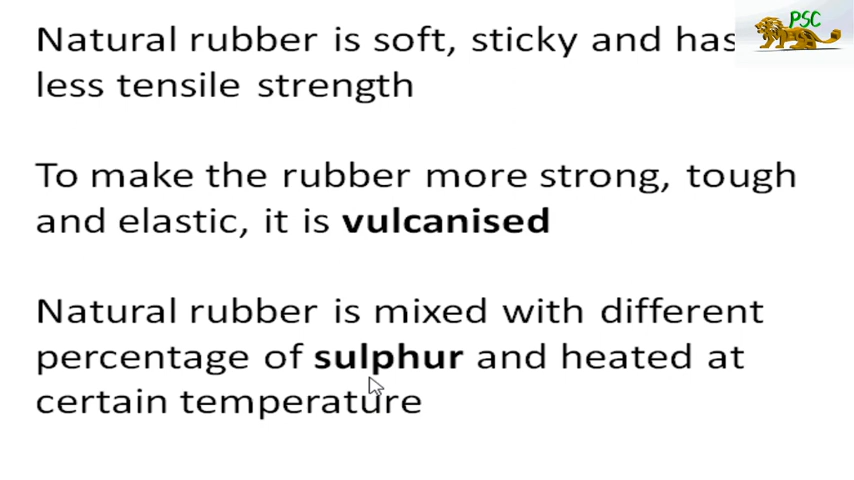 PSC
Natural rubber is soft, sticky and has
less tensile strength
To make the rubber more strong, tough
and elastic, it is vulcanised
Natural rubber is mixed with different
percentage of sulphur and heated at
certain temperature